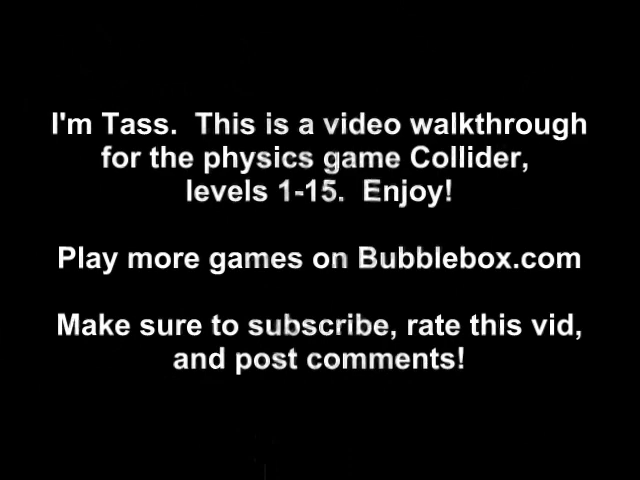 I'm Tass.  This is a video walkthrough
for the physics game Collider,
levels 1-15.  Enjoy!
Play more games on Bubblebox.com
Make sure to subscribe, rate this vid,
and post comments!